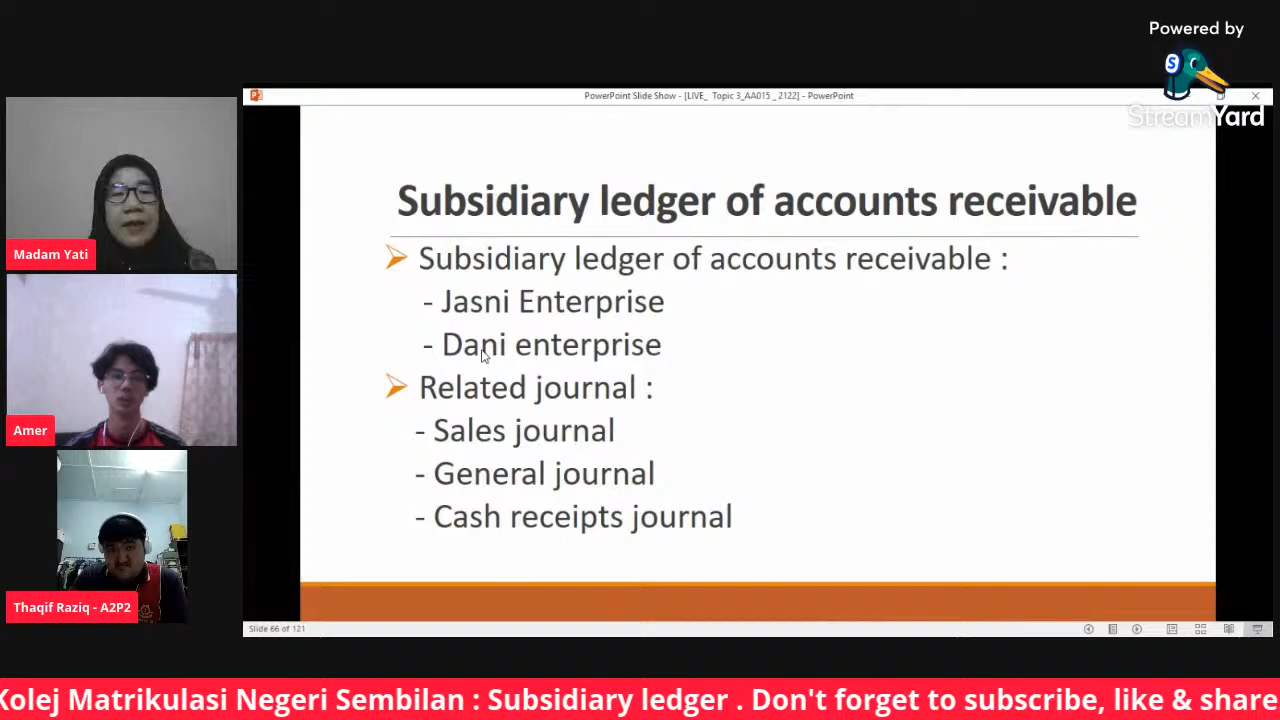 Powered by
StreamYard
PowerPoint Slide Show - [LIVE_ Topic 3_AA015 _ 2122] - PowerPoint
Subsidiary ledger of accounts receivable
Subsidiary ledger of accounts receivable :
- Jasni Enterprise
- Dani enterprise
Related journal :
- Sales journal
- General journal
- Cash receipts journal
Slide 66 of 121
Madam Yati
Amer
Thaqif Raziq - A2P2
Kolej Matrikulasi Negeri Sembilan : Subsidiary ledger . Don't forget to subscribe, like & share